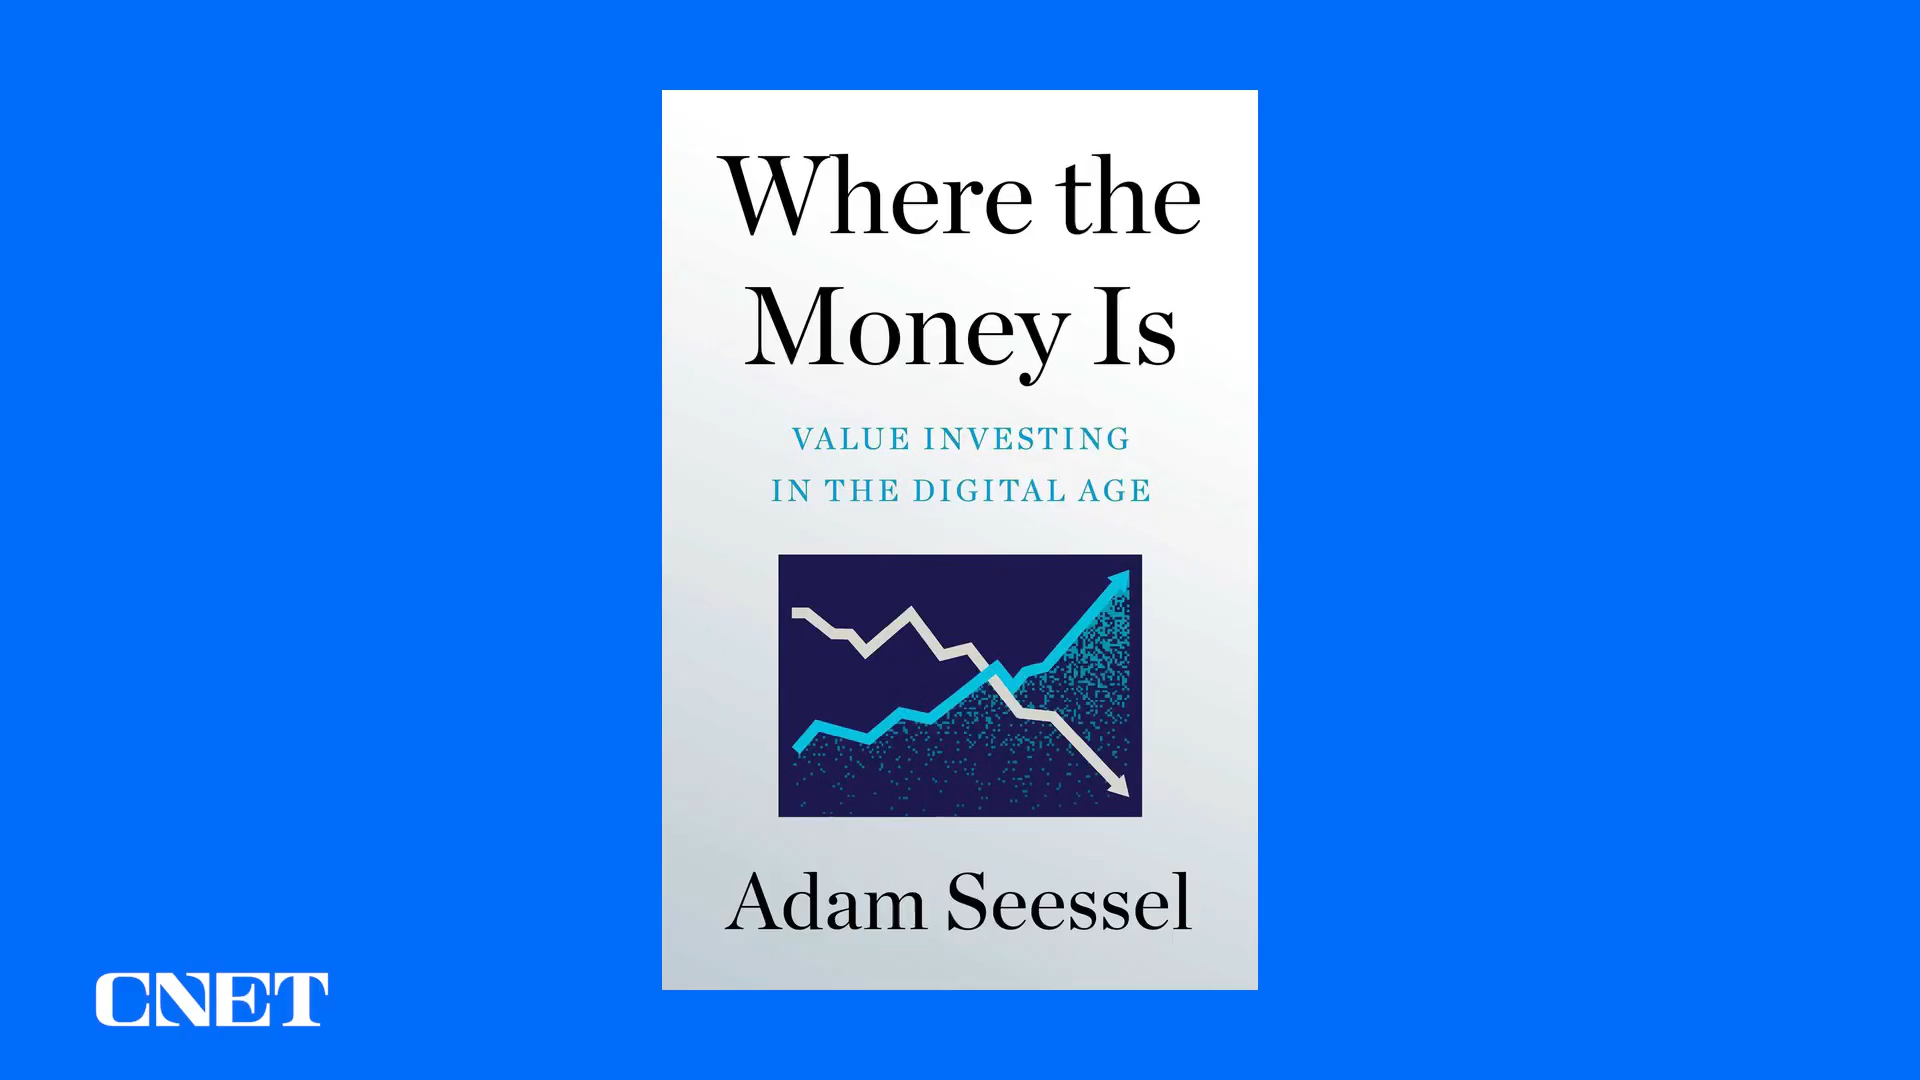 Where the
Money Is
VALUE INVESTING
IN THE DIGITAL AGE
Adam Seessel
CNET